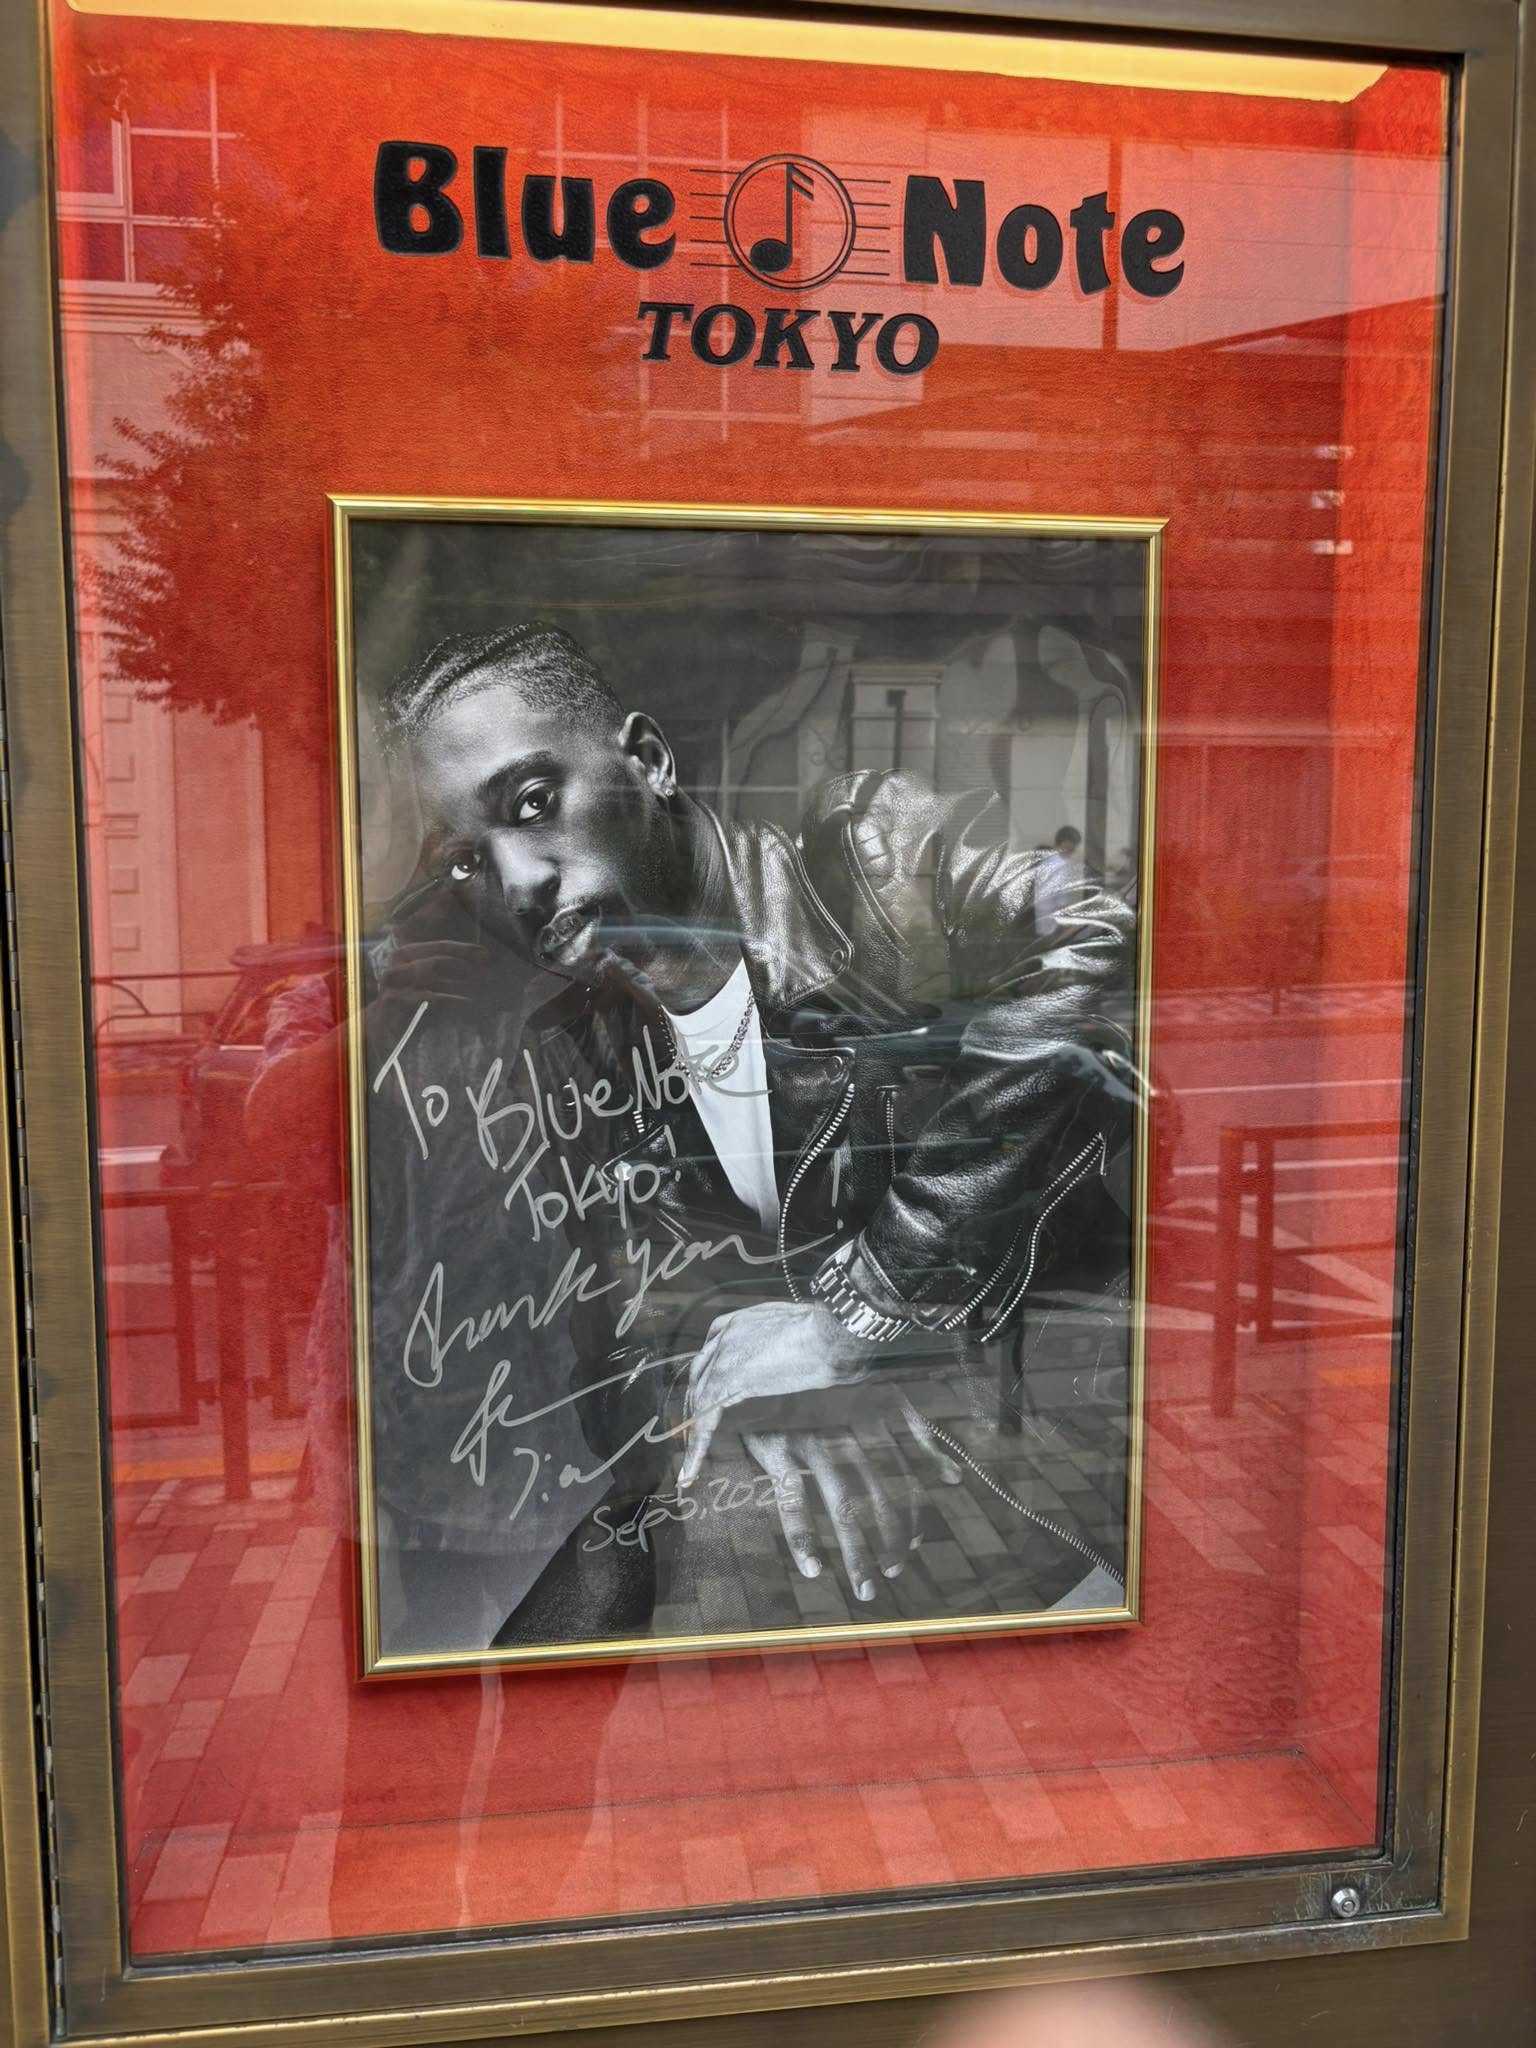 Blue Note
TOKYO
To Blue Note
Tokyo!
Thank you!
Sep 5, 2025